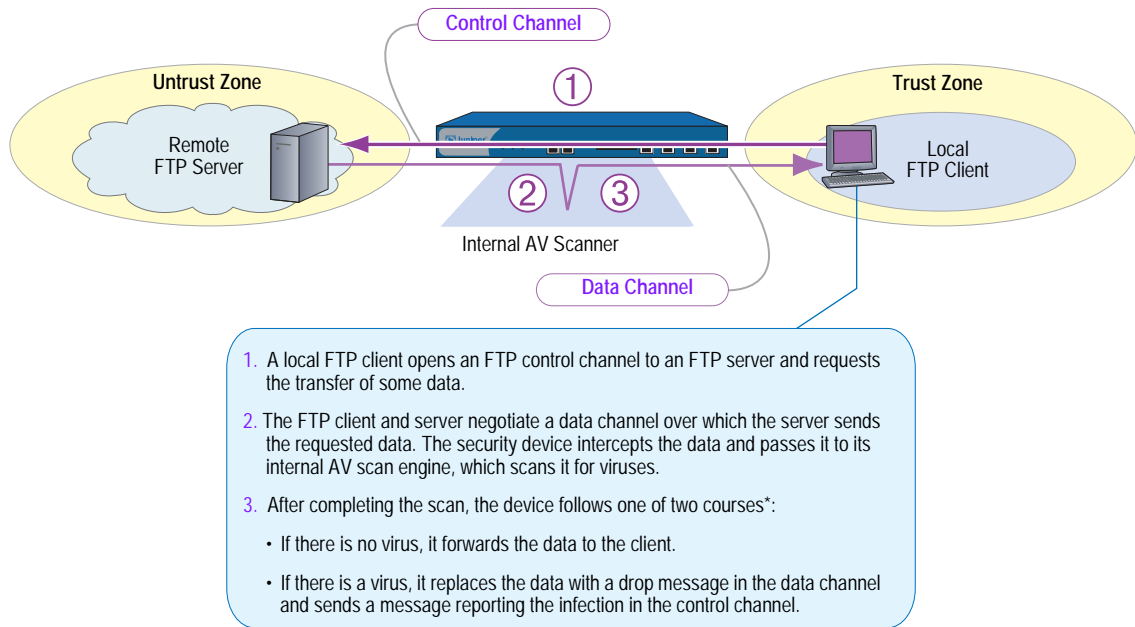 Control Channel
Untrust Zone
Trust Zone
1
Juniper
Remote
FTP Server
Local
FTP Client
2
3
Internal AV Scanner
Data Channel
1. A local FTP client opens an FTP control channel to an FTP server and requests
the transfer of some data.
2. The FTP client and server negotiate a data channel over which the server sends
the requested data. The security device intercepts the data and passes it to its
internal AV scan engine, which scans it for viruses.
3. After completing the scan, the device follows one of two courses*:
• If there is no virus, it forwards the data to the client.
• If there is a virus, it replaces the data with a drop message in the data channel
and sends a message reporting the infection in the control channel.